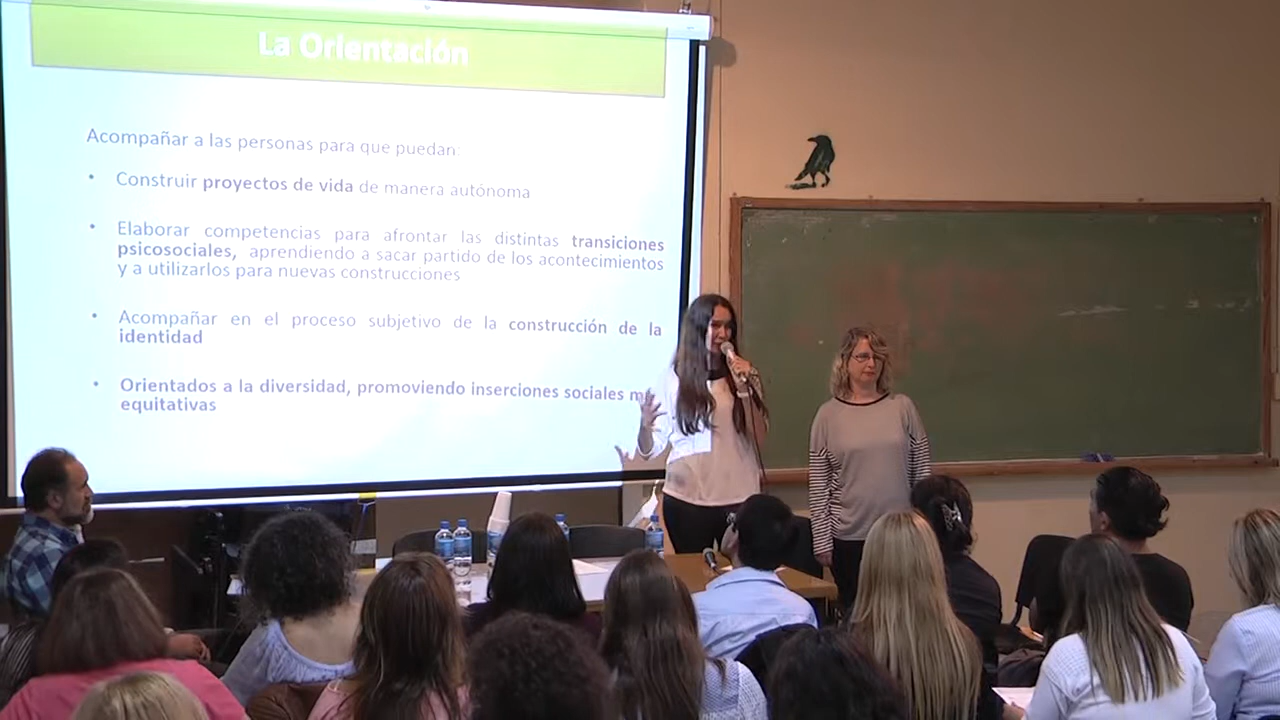 La Orientación
Acompañar a las personas para que puedan:
• Construir proyectos de vida de manera autónoma
• Elaborar competencias para afrontar las distintas transiciones
psicosociales, aprendiendo a sacar partido de los acontecimientos
y a utilizarlos para nuevas construcciones
• Acompañar en el proceso subjetivo de la construcción de la
identidad
• Orientados a la diversidad, promoviendo inserciones sociales
equitativas